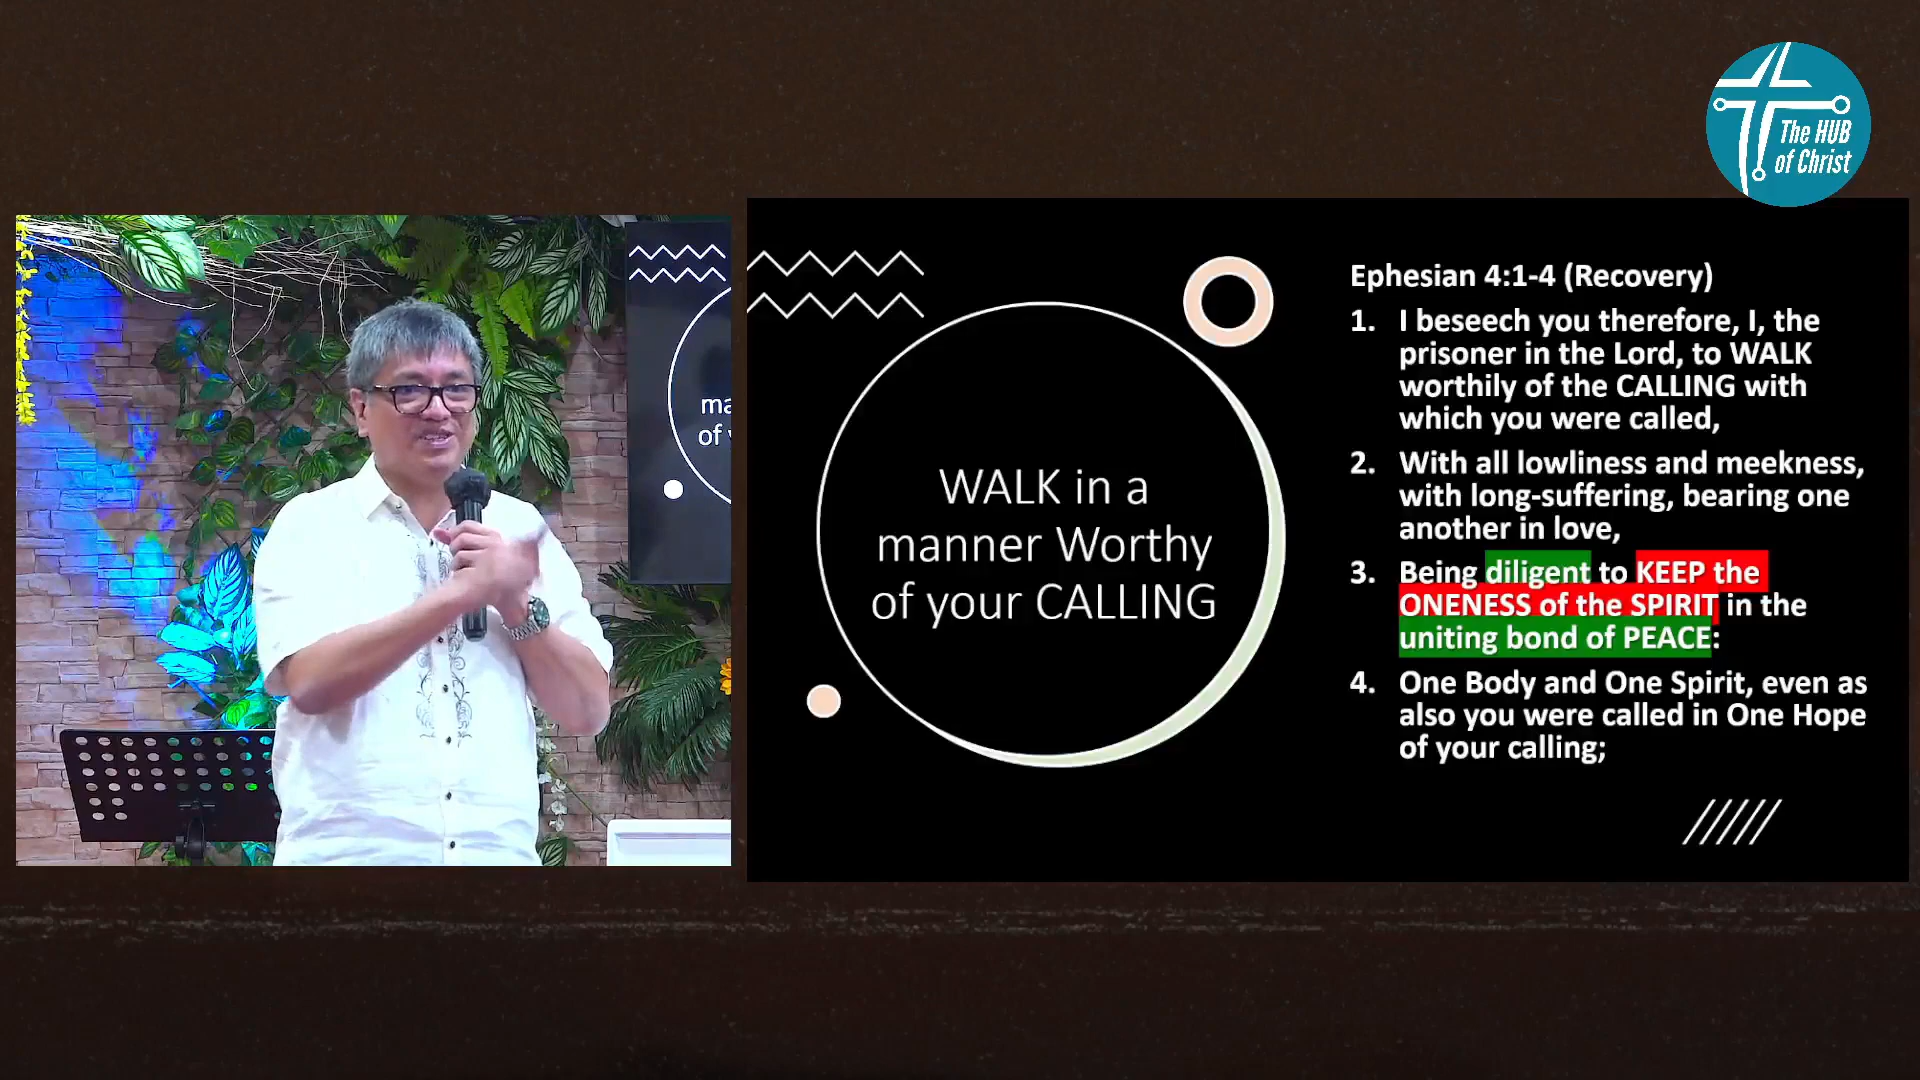 The HUB
of Christ
ma
of
WALK in a
manner Worthy
of your CALLING
Ephesian 4:1-4 (Recovery)
1. I beseech you therefore, I, the
prisoner in the Lord, to WALK
worthily of the CALLING with
which you were called,
2. With all lowliness and meekness,
with long-suffering, bearing one
another in love,
3. Being diligent to KEEP the
ONENESS of the SPIRIT in the
uniting bond of PEACE:
4. One Body and One Spirit, even as
also you were called in One Hope
of your calling;